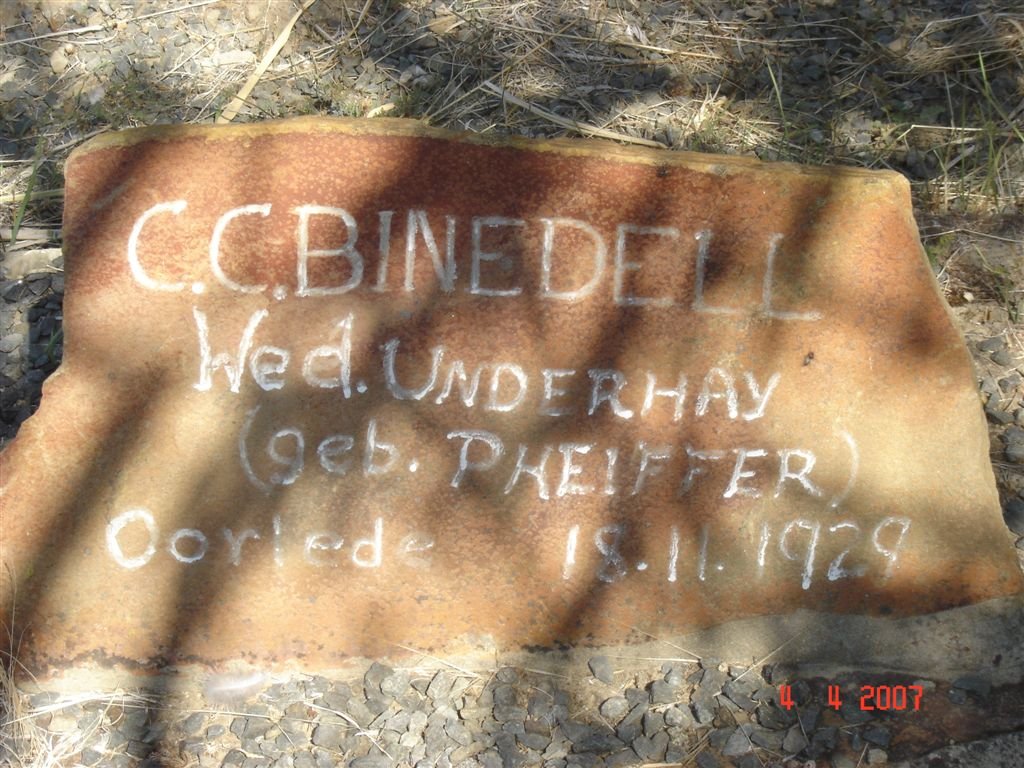 C.C.BINEDELL
Wed. UNDERHAY
(geb. PHEIFFER)
Oorlede 18.11.1929
4 4 2007